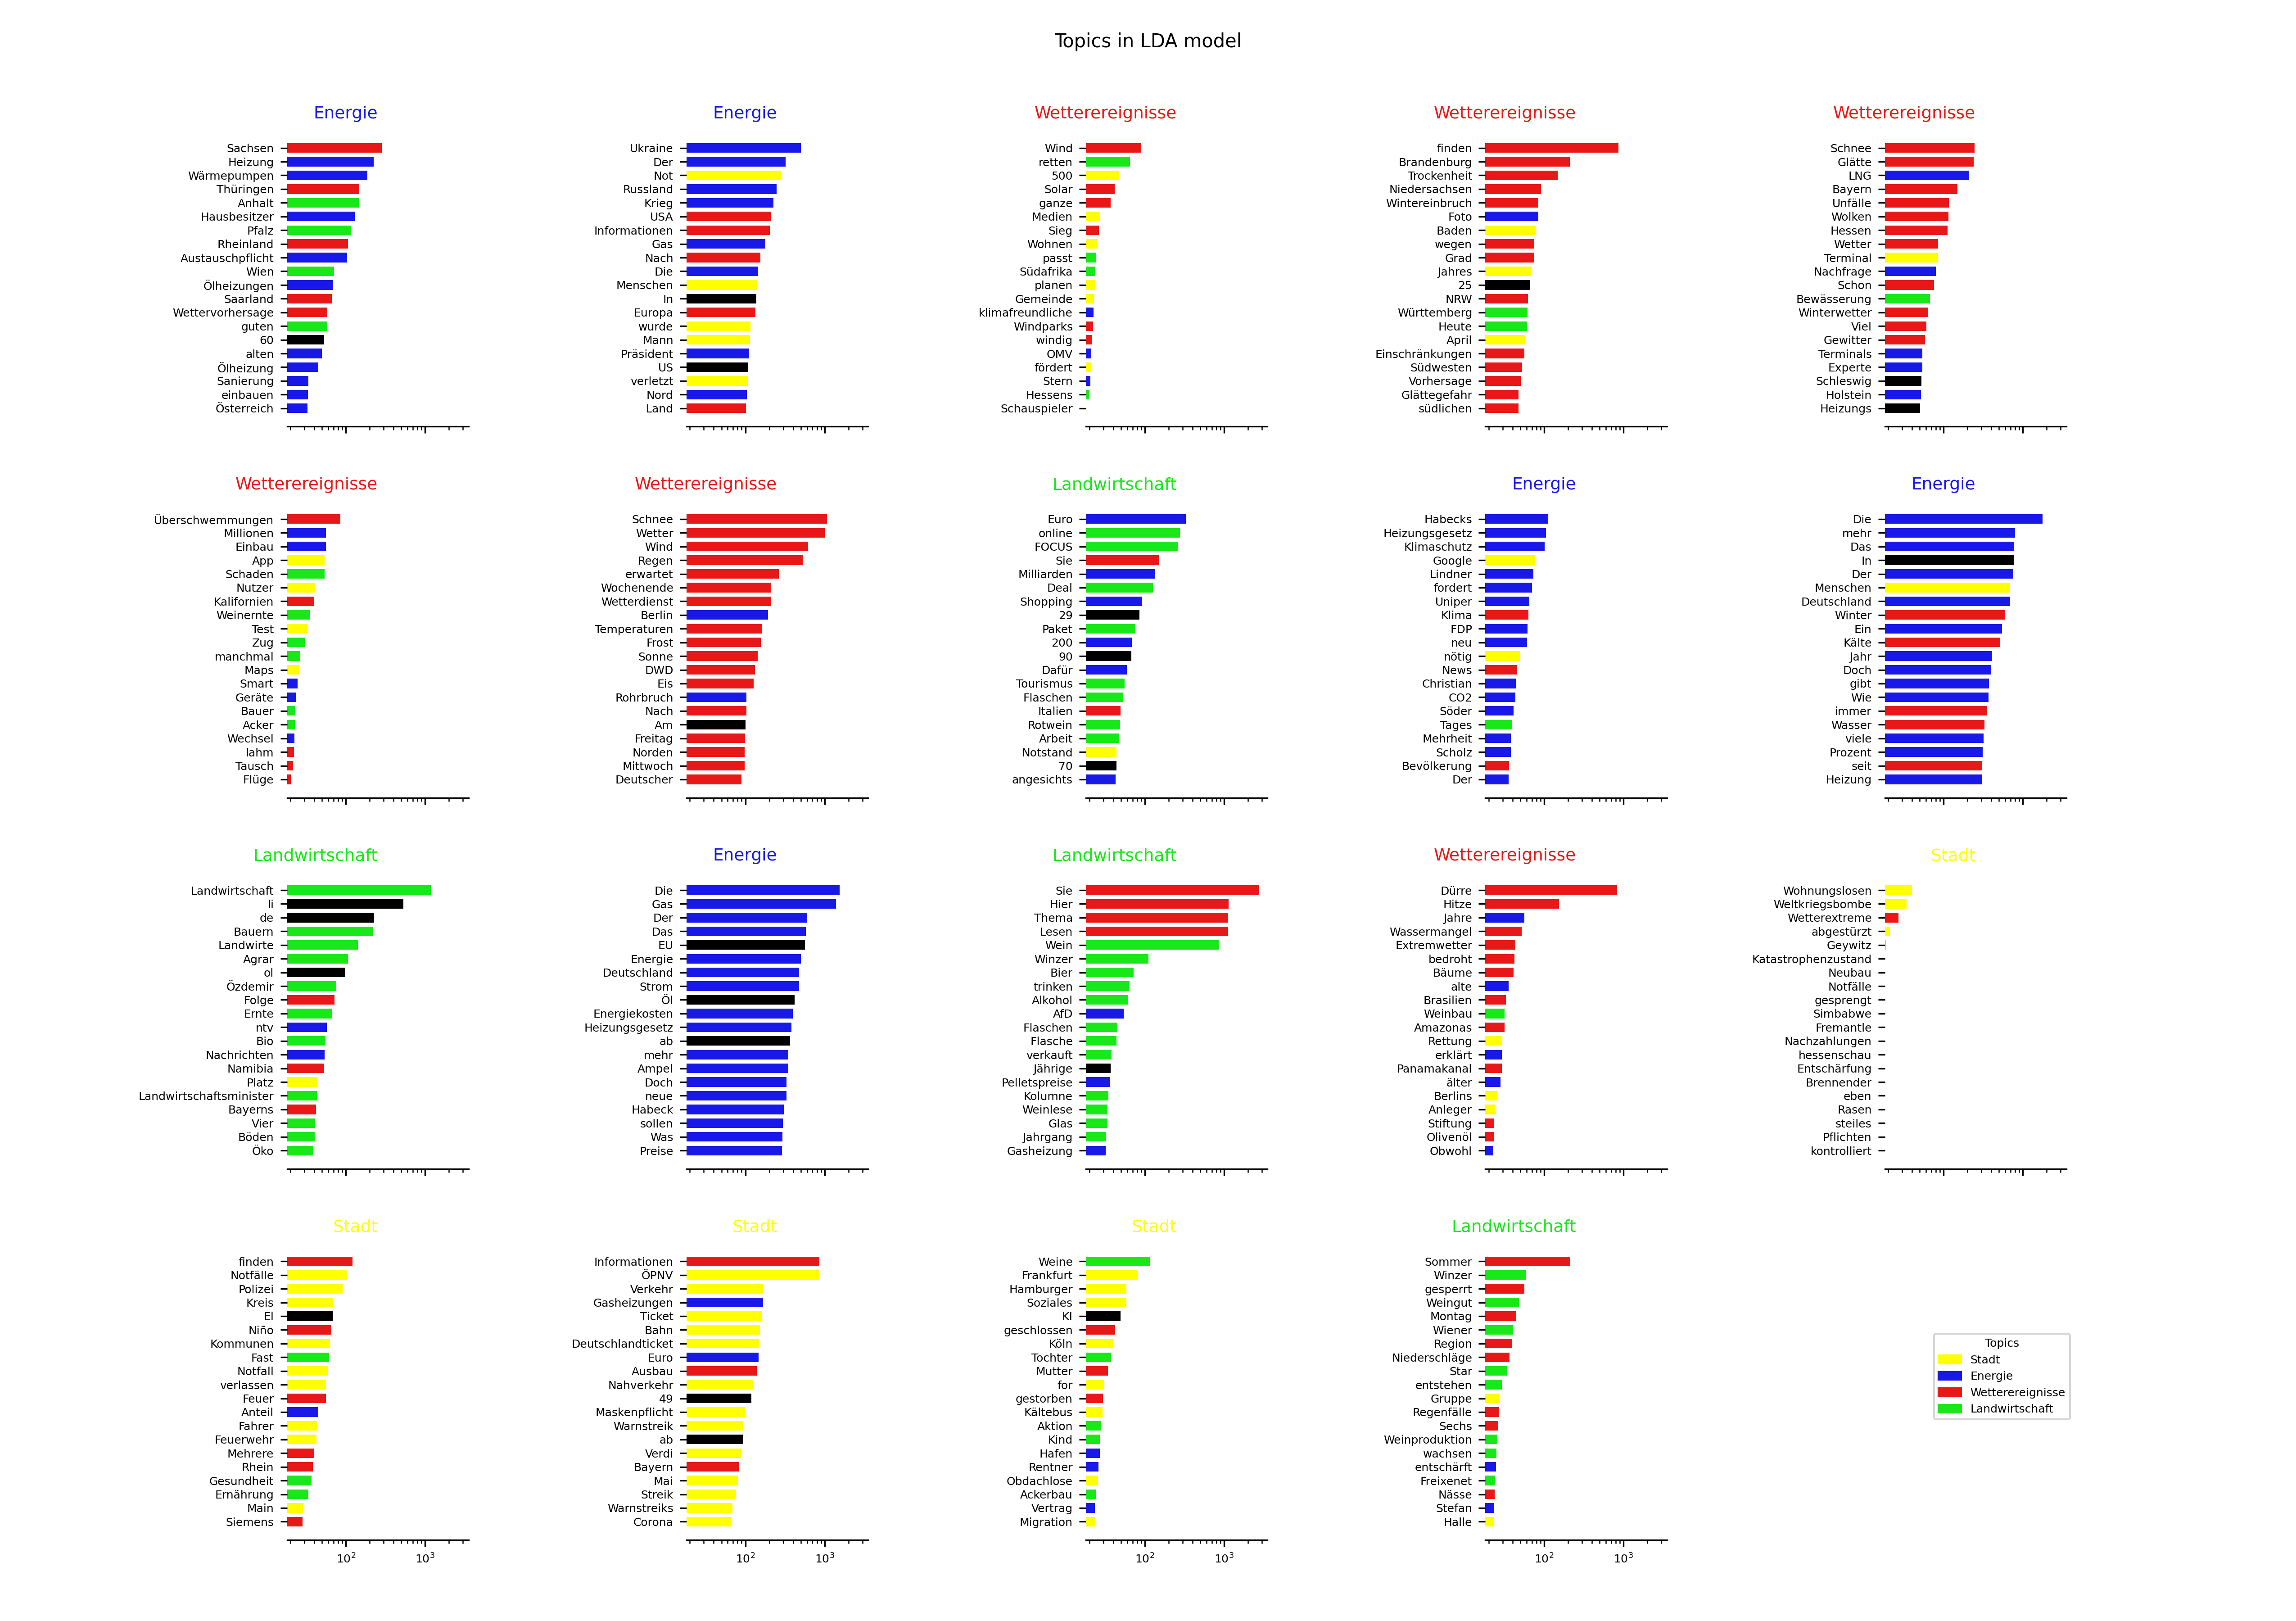 Topics in LDA model
Energie
Sachsen
Heizung
Wärmepumpen
Thüringen
Anhalt
Hausbesitzer
Pfalz
Rheinland
Austauschpflicht
Wien
Ölheizungen
Saarland
Wettervorhersage
guten
60
alten
Ölheizung
Sanierung
einbauen
Österreich
Energie
Ukraine
Der
Not
Russland
Krieg
USA
Informationen
Gas
Nach
Die
Menschen
In
Europa
wurde
Mann
Präsident
US
verletzt
Nord
Land
Wetterereignisse
Wind
retten
500
Solar
ganze
Medien
Sieg
Wohnen
passt
Südafrika
planen
Gemeinde
klimafreundliche
Windparks
windig
OMV
fördert
Stern
Hessens
Schauspieler
Wetterereignisse
finden
Brandenburg
Trockenheit
Niedersachsen
Wintereinbruch
Foto
Baden
wegen
Grad
Jahres
25
NRW
Württemberg
Heute
April
Einschränkungen
Südwesten
Vorhersage
Glättegefahr
südlichen
Wetterereignisse
Schnee
Glätte
LNG
Bayern
Unfälle
Wolken
Hessen
Wetter
Terminal
Nachfrage
Schon
Bewässerung
Winterwetter
Viel
Gewitter
Terminals
Experte
Schleswig
Holstein
Heizungs
Wetterereignisse
Überschwemmungen
Millionen
Einbau
App
Schaden
Nutzer
Kalifornien
Weinernte
Test
Zug
manchmal
Maps
Smart
Geräte
Bauer
Acker
Wechsel
lahm
Tausch
Flüge
Wetterereignisse
Schnee
Wetter
Wind
Regen
erwartet
Wochenende
Wetterdienst
Berlin
Temperaturen
Frost
Sonne
DWD
Eis
Rohrbruch
Nach
Am
Freitag
Norden
Mittwoch
Deutscher
Landwirtschaft
Euro
online
FOCUS
Sie
Milliarden
Deal
Shopping
29
Paket
200
90
Dafür
Tourismus
Flaschen
Italien
Rotwein
Arbeit
Notstand
70
angesichts
Energie
Habecks
Heizungsgesetz
Klimaschutz
Google
Lindner
fordert
Uniper
Klima
FDP
neu
nötig
News
Christian
CO2
Söder
Tages
Mehrheit
Scholz
Bevölkerung
Der
Energie
Die
mehr
Das
In
Der
Menschen
Deutschland
Winter
Ein
Kälte
Jahr
Doch
gibt
Wie
immer
Wasser
viele
Prozent
seit
Heizung
Landwirtschaft
Landwirtschaft
li
de
Bauern
Landwirte
Agrar
ol
Özdemir
Folge
Ernte
ntv
Bio
Nachrichten
Namibia
Platz
Landwirtschaftsminister
Bayerns
Vier
Böden
Öko
Energie
Die
Gas
Der
Das
EU
Energie
Deutschland
Strom
Öl
Energiekosten
Heizungsgesetz
ab
mehr
Ampel
Doch
neue
Habeck
sollen
Was
Preise
Landwirtschaft
Sie
Hier
Thema
Lesen
Wein
Winzer
Bier
trinken
Alkohol
AfD
Flaschen
Flasche
verkauft
Jährige
Pelletspreise
Kolumne
Weinlese
Glas
Jahrgang
Gasheizung
Wetterereignisse
Dürre
Hitze
Jahre
Wassermangel
Extremwetter
bedroht
Bäume
alte
Brasilien
Weinbau
Amazonas
Rettung
erklärt
Panamakanal
älter
Berlins
Anleger
Stiftung
Olivenöl
Obwohl
Stadt
Wohnungslosen
Weltkriegsbombe
Wetterextreme
abgestürzt
Geywitz
Katastrophenzustand
Neubau
Notfälle
gesprengt
Simbabwe
Fremantle
Nachzahlungen
hessenschau
Entschärfung
Brennender
eben
Rasen
steiles
Pflichten
kontrolliert
Stadt
finden
Notfälle
Polizei
Kreis
El
Niño
Kommunen
Fast
Notfall
verlassen
Feuer
Anteil
Fahrer
Feuerwehr
Mehrere
Rhein
Gesundheit
Ernährung
Main
Siemens
10²
10³
Stadt
Informationen
ÖPNV
Verkehr
Gasheizungen
Ticket
Bahn
Deutschlandticket
Euro
Ausbau
Nahverkehr
49
Maskenpflicht
Warnstreik
ab
Verdi
Bayern
Mai
Streik
Warnstreiks
Corona
10²
10³
Stadt
Weine
Frankfurt
Hamburger
Soziales
KI
geschlossen
Köln
Tochter
Mutter
for
gestorben
Kältebus
Aktion
Kind
Hafen
Rentner
Obdachlose
Ackerbau
Vertrag
Migration
10²
10³
Landwirtschaft
Sommer
Winzer
gesperrt
Weingut
Montag
Wiener
Region
Niederschläge
Star
entstehen
Gruppe
Regenfälle
Sechs
Weinproduktion
wachsen
entschärft
Freixenet
Nässe
Stefan
Halle
10²
10³
Topics
Stadt
Energie
Wetterereignisse
Landwirtschaft